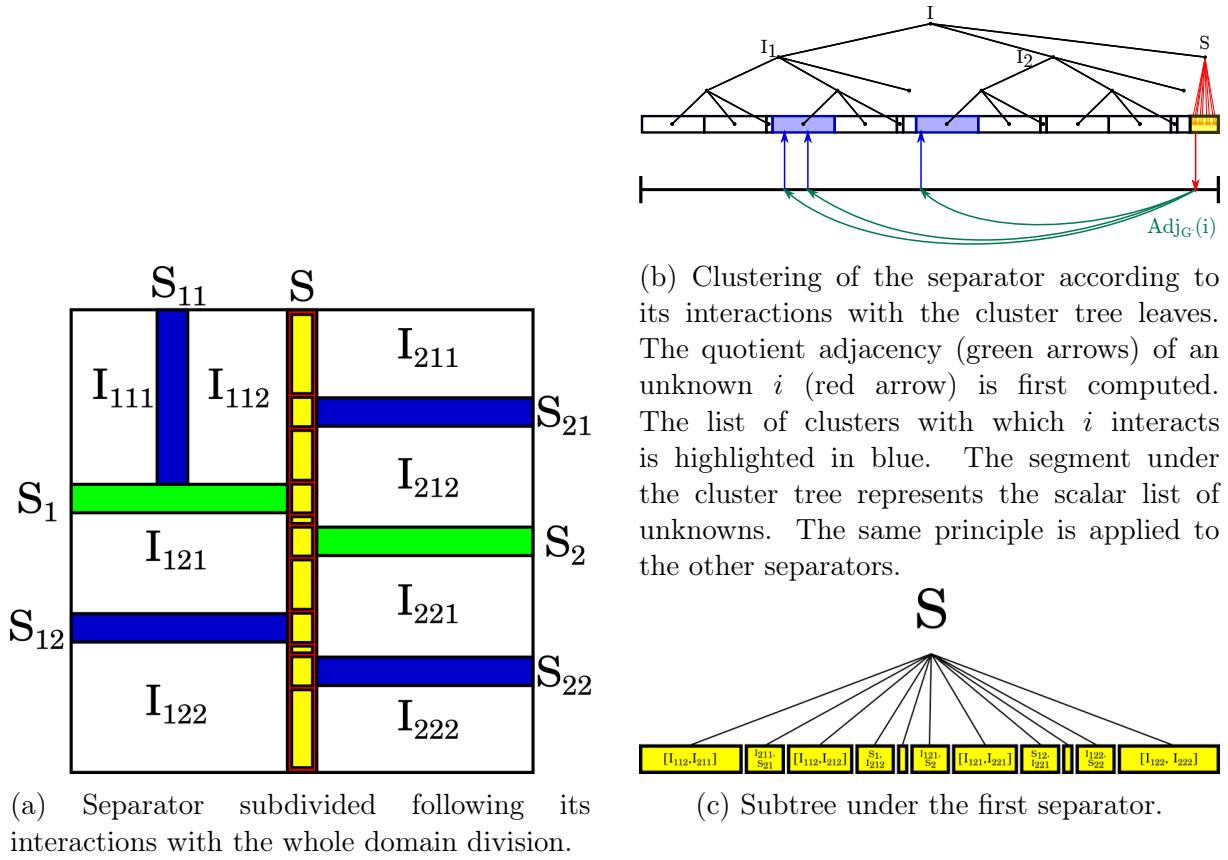 S₁₁ S
I₁₁₁ I₁₁₂ I₂₁₁
S₂₁
I₂₁₂
S₁
S₂
I₁₂₁
I₂₂₁
S₁₂
S₂₂
I₁₂₂ I₂₂₂
(a) Separator subdivided following its
interactions with the whole domain division.
I
I₁ I₂ S
Adj_G(i)
(b) Clustering of the separator according to
its interactions with the cluster tree leaves.
The quotient adjacency (green arrows) of an
unknown i (red arrow) is first computed.
The list of clusters with which i interacts
is highlighted in blue. The segment under
the cluster tree represents the scalar list of
unknowns. The same principle is applied to
the other separators.
S
[I₁₁₂,I₂₁₁]
I₂₁₁,
S₂₁
[I₁₁₂,I₂₁₂]
S₁,
I₂₁₂
I₁₂₁,
S₂
[I₁₂₁,I₂₂₁]
S₁₂,
I₂₂₁
I₁₂₂,
S₂₂
[I₁₂₂, I₂₂₂]
(c) Subtree under the first separator.